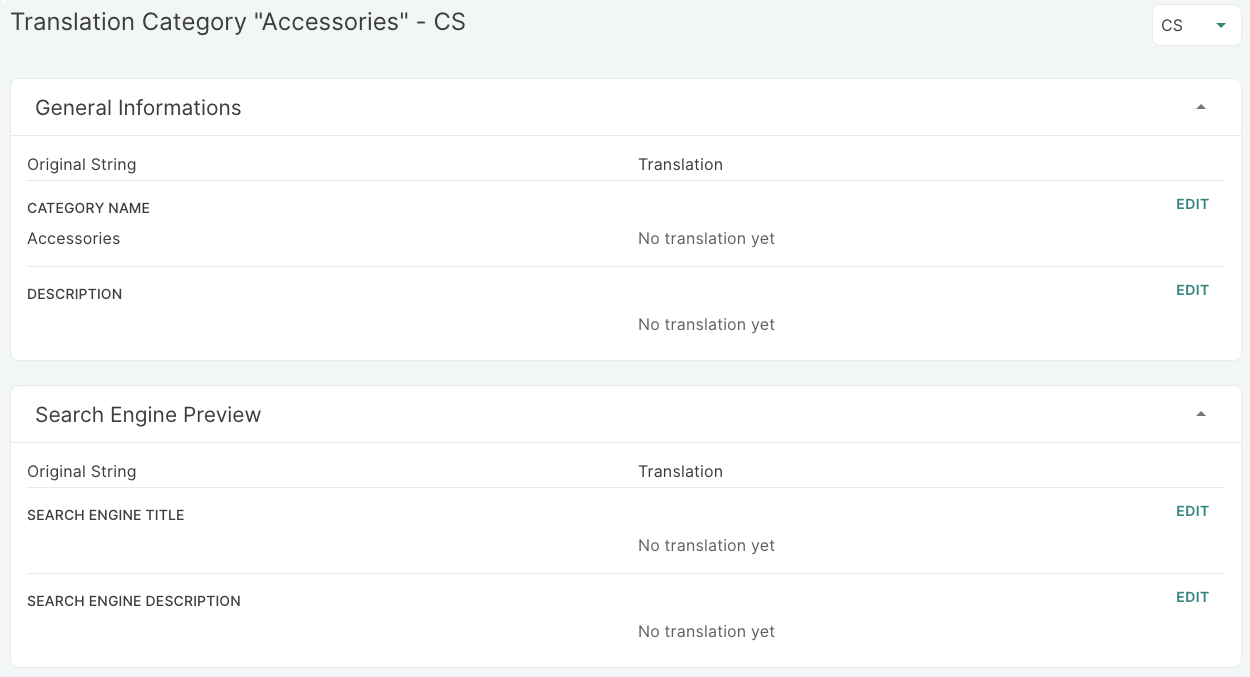 Translation Category "Accessories" - CS
CS
General Informations
Original String
Translation
CATEGORY NAME
EDIT
Accessories
No translation yet
DESCRIPTION
EDIT
No translation yet
Search Engine Preview
Original String
Translation
SEARCH ENGINE TITLE
EDIT
No translation yet
SEARCH ENGINE DESCRIPTION
EDIT
No translation yet